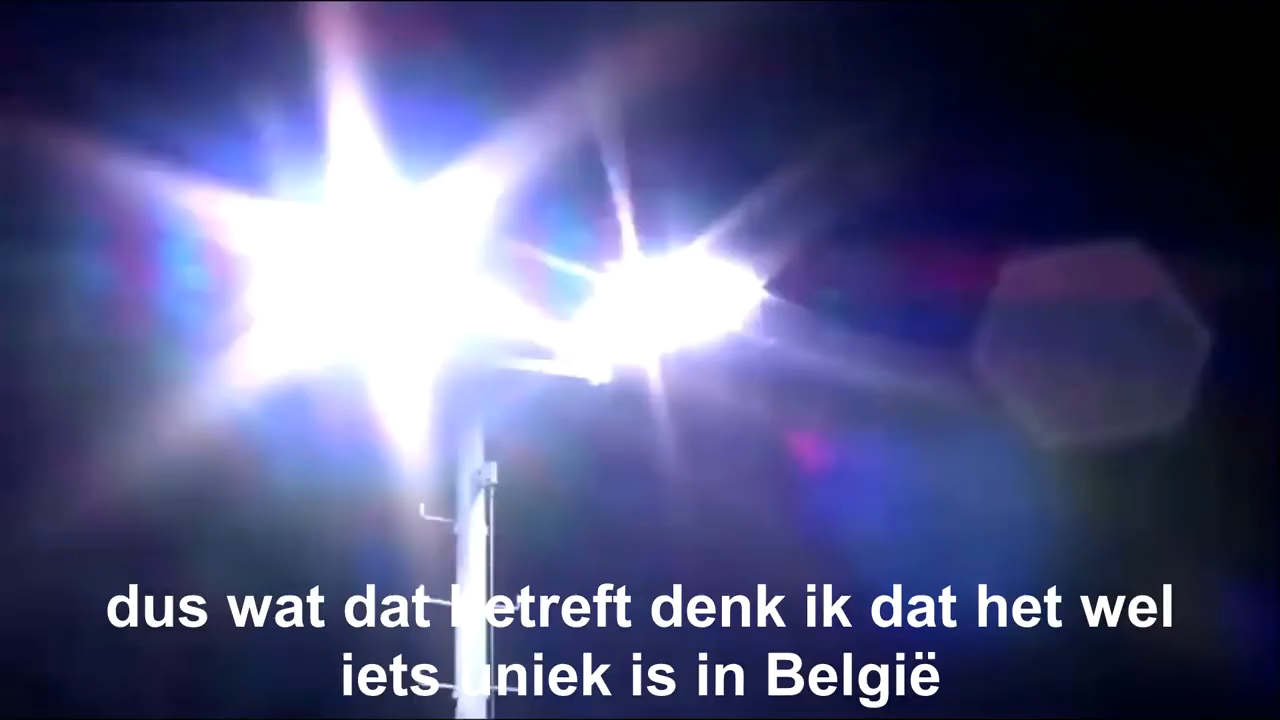 dus wat dat betreft denk ik dat het wel
iets uniek is in België